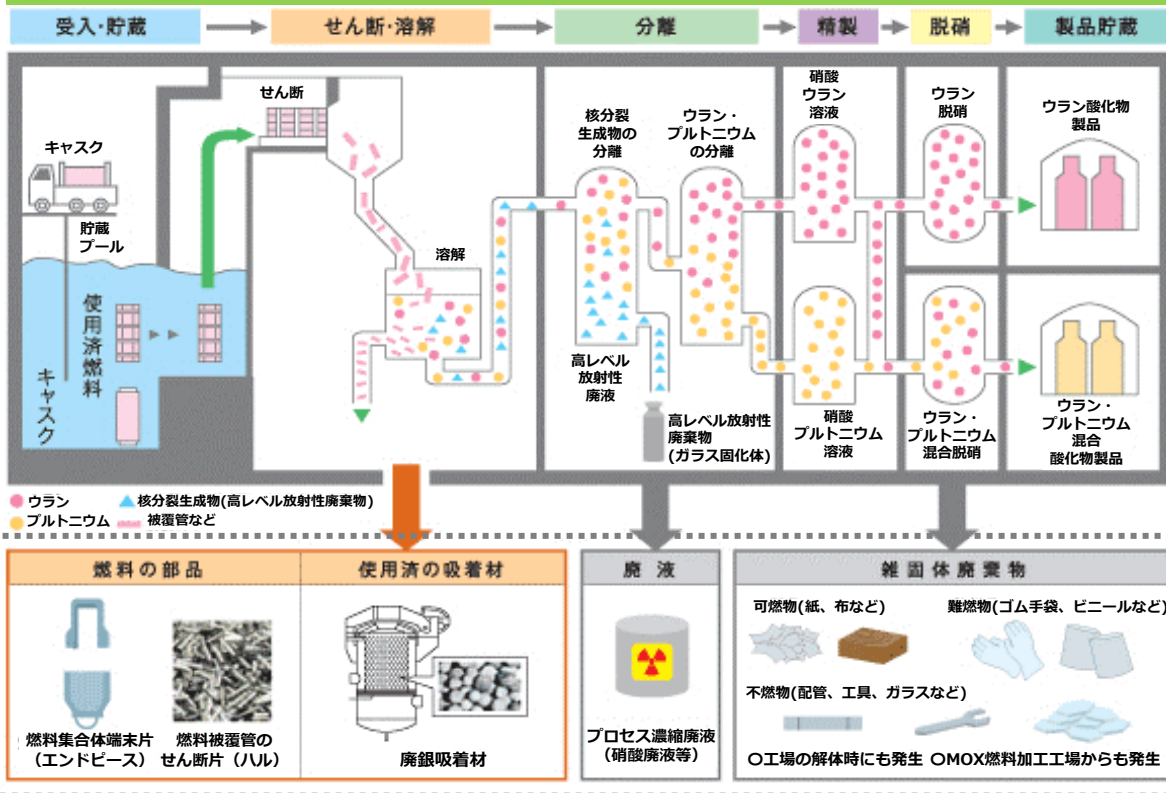 受入・貯蔵
せん断・溶解
分離
精製
脱硝
製品貯蔵
キャスク
貯蔵
プール
使用済燃料
キャスク
せん断
溶解
核分裂
生成物の
分離
ウラン・
プルトニウム
の分離
高レベル
放射性
廃液
高レベル放射性
廃棄物
(ガラス固化体)
硝酸
ウラン
溶液
硝酸
プルトニウム
溶液
ウラン
脱硝
ウラン・
プルトニウム
混合脱硝
ウラン酸化物
製品
ウラン・
プルトニウム
混合
酸化物製品
ウラン
核分裂生成物(高レベル放射性廃棄物)
プルトニウム
被覆管など
燃料の部品
燃料集合体端末片
(エンドピース)
燃料被覆管の
せん断片(ハル)
使用済の吸着材
廃銀吸着材
廃液
プロセス濃縮廃液
(硝酸廃液等)
雑固体廃棄物
可燃物(紙、布など)
難燃物(ゴム手袋、ビニールなど)
不燃物(配管、工具、ガラスなど)
〇工場の解体時にも発生
〇MOX燃料加工工場からも発生